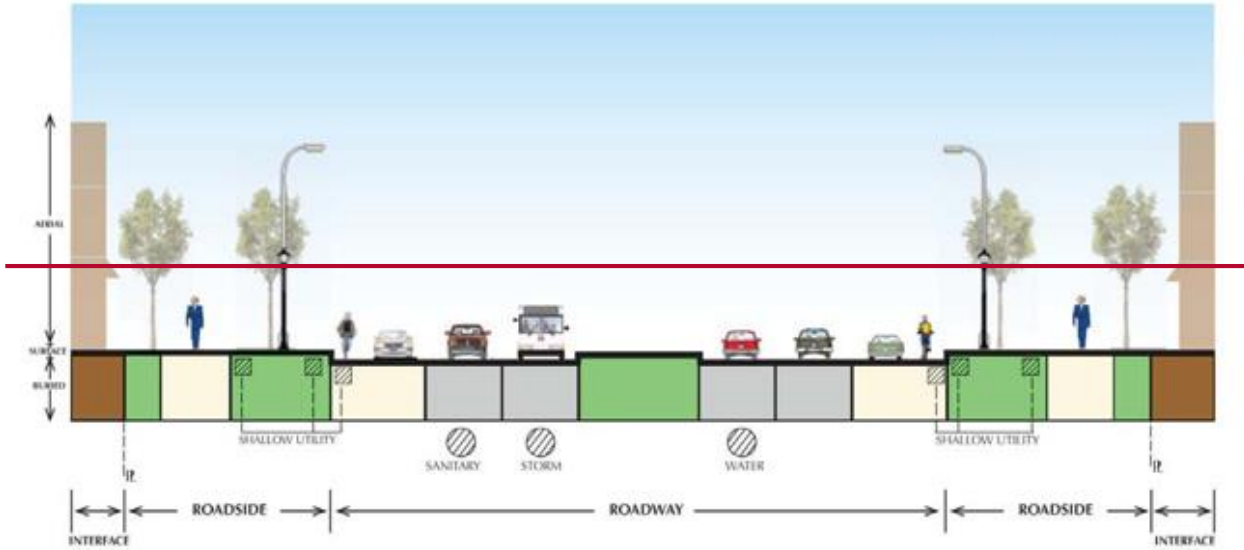 AERIAL
SURFACE
BURIED
SHALLOW UTILITY
SANITARY
STORM
WATER
SHALLOW UTILITY
ROADSIDE
ROADWAY
ROADSIDE
INTERFACE
INTERFACE